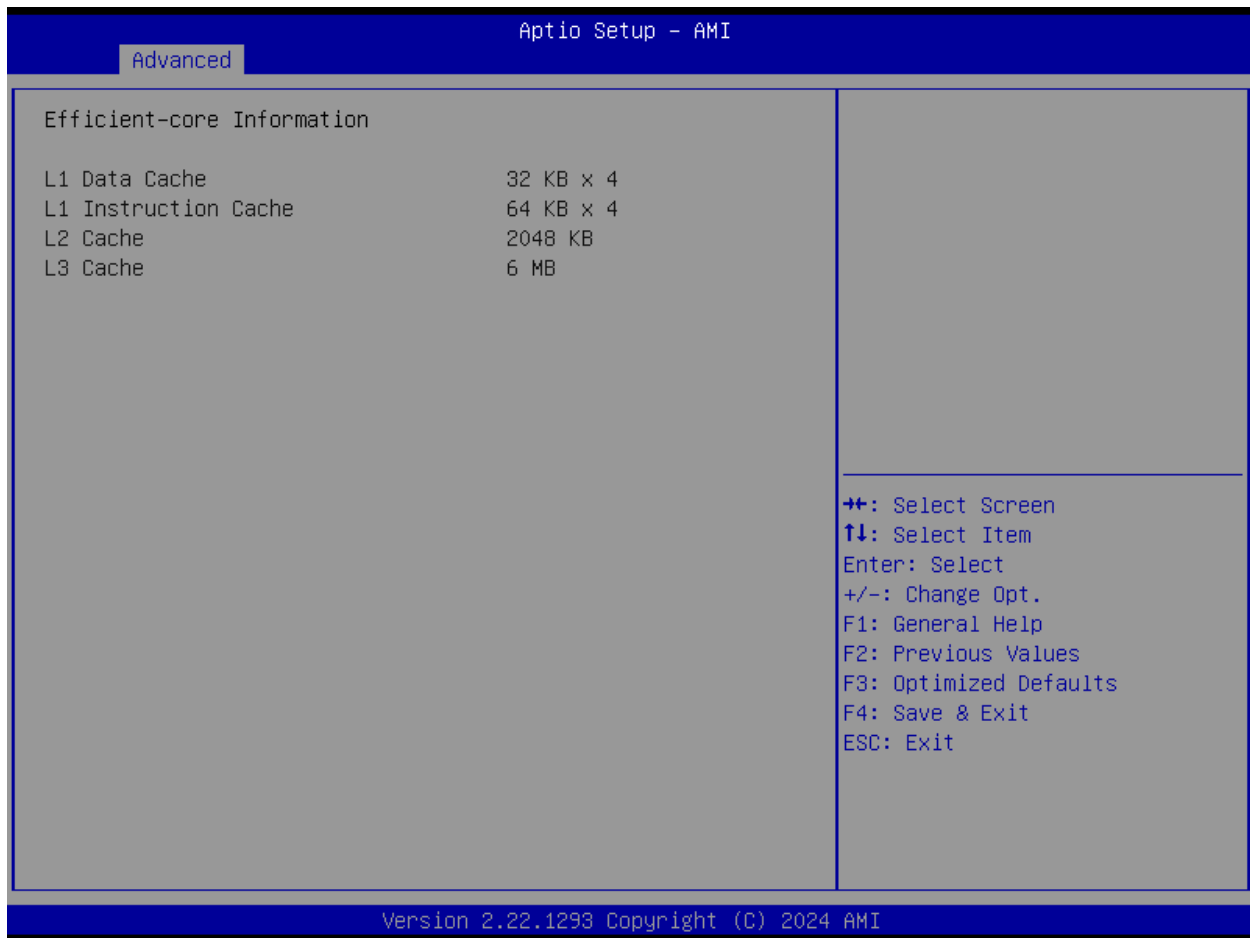 Aptio Setup – AMI
Advanced
Efficient-core Information
L1 Data Cache 32 KB x 4
L1 Instruction Cache 64 KB x 4
L2 Cache 2048 KB
L3 Cache 6 MB
→←: Select Screen
↑↓: Select Item
Enter: Select
+/-: Change Opt.
F1: General Help
F2: Previous Values
F3: Optimized Defaults
F4: Save & Exit
ESC: Exit
Version 2.22.1293 Copyright (C) 2024 AMI